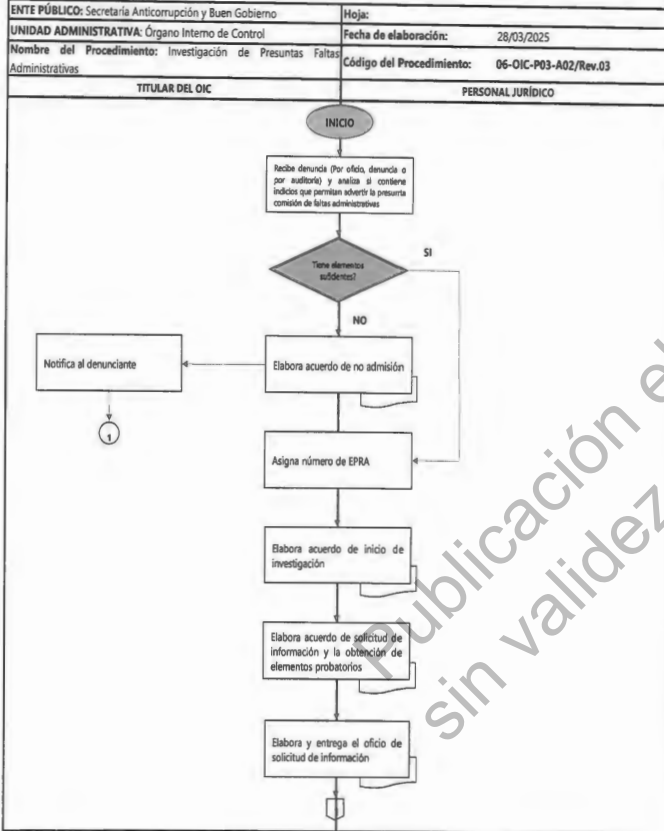 ENTE PÚBLICO: Secretaría Anticorrupción y Buen Gobierno
Hoja:
UNIDAD ADMINISTRATIVA: Órgano Interno de Control
Fecha de elaboración: 28/03/2025
Nombre del Procedimiento: Investigación de Presuntas Faltas
Administrativas
Código del Procedimiento: 06-OIC-P03-A02/Rev.03
TITULAR DEL OIC
PERSONAL JURÍDICO
INICIO
Recibe denuncia (Por oficio, denuncia o
por auditoria) y analiza si contiene
indicios que permitan advertir la presunta
comisión de faltas administrativas
Tiene elementos
suficientes?
SI
NO
Notifica al denunciante
Elabora acuerdo de no admisión
1
Asigna número de EPRA
Elabora acuerdo de inicio de
investigación
Elabora acuerdo de solicitud de
información y la obtención de
elementos probatorios
Elabora y entrega el oficio de
solicitud de información
Publicación el
sin validez